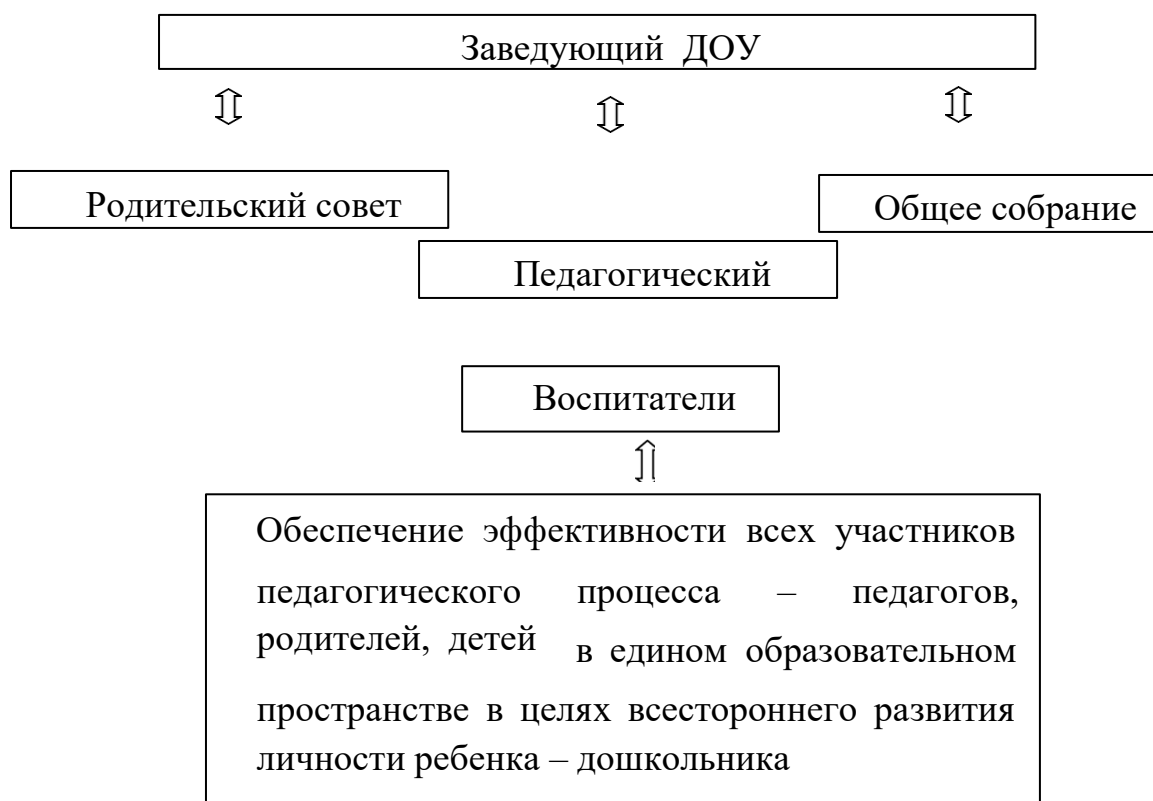 Заведующий ДОУ
Родительский совет
Общее собрание
Педагогический
Воспитатели
Обеспечение эффективности всех участников
педагогического процесса – педагогов,
родителей, детей в едином образовательном
пространстве в целях всестороннего развития
личности ребенка – дошкольника